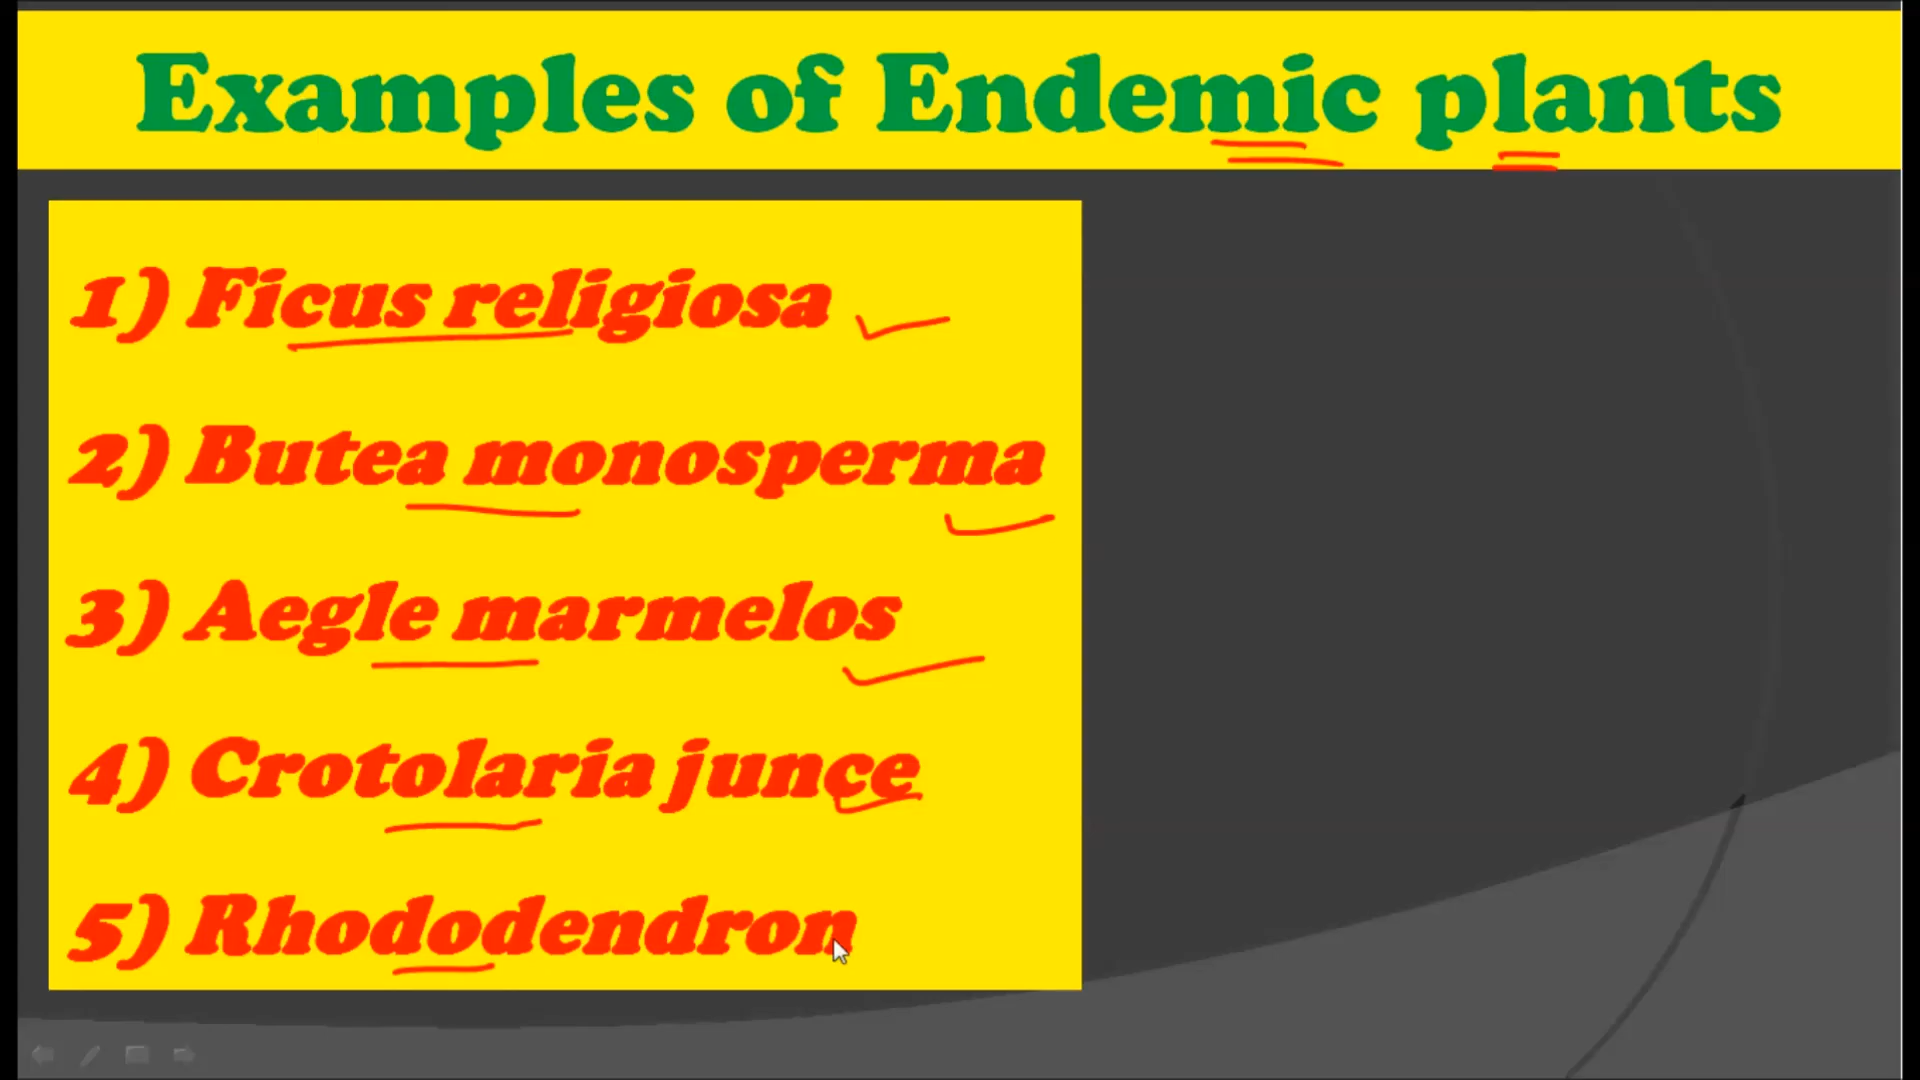 Examples of Endemic plants
1) Ficus religiosa
2) Butea monosperma
3) Aegle marmelos
4) Crotolaria junce
5) Rhododendron